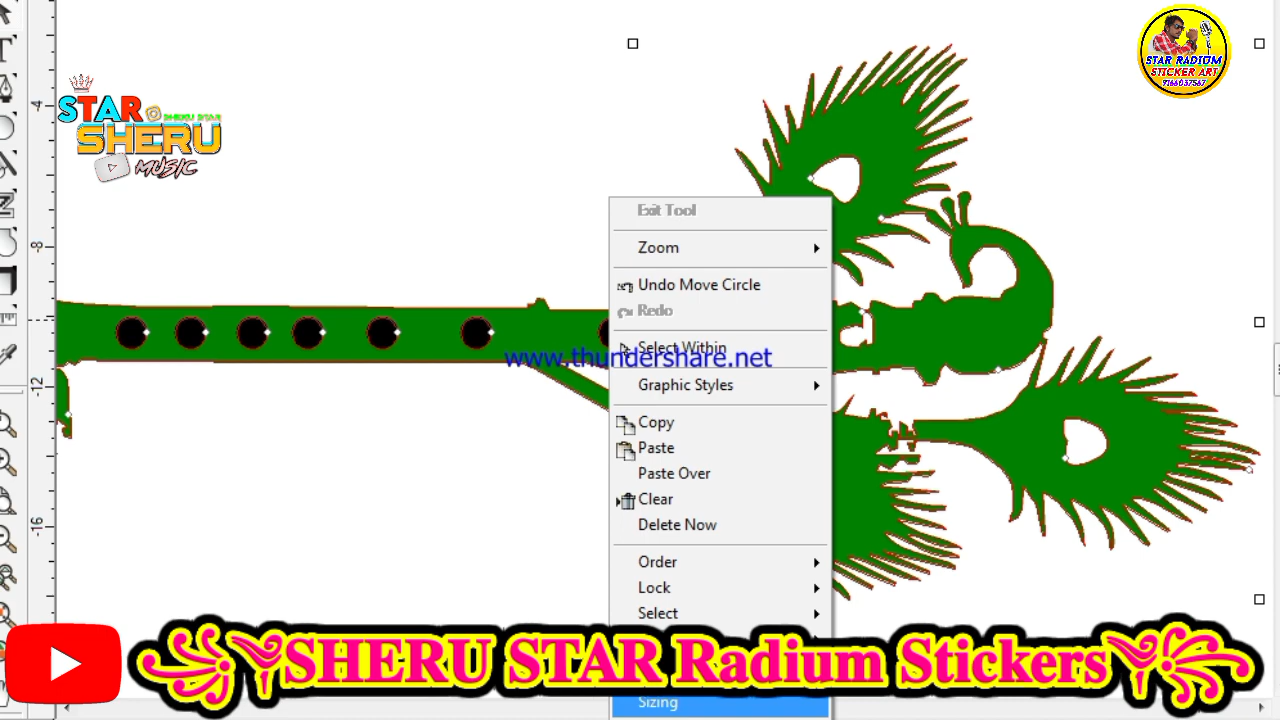 STAR RADIUM
STICKER ART
9166037567
STAR
SHERU STAR
SHERU
MUSIC
4
8
12
16
Exit Tool
Zoom
Undo Move Circle
Redo
Select Within
www.thundershare.net
Graphic Styles
Copy
Paste
Paste Over
Clear
Delete Now
Order
Lock
Select
SHERU STAR Radium Stickers
Sizing